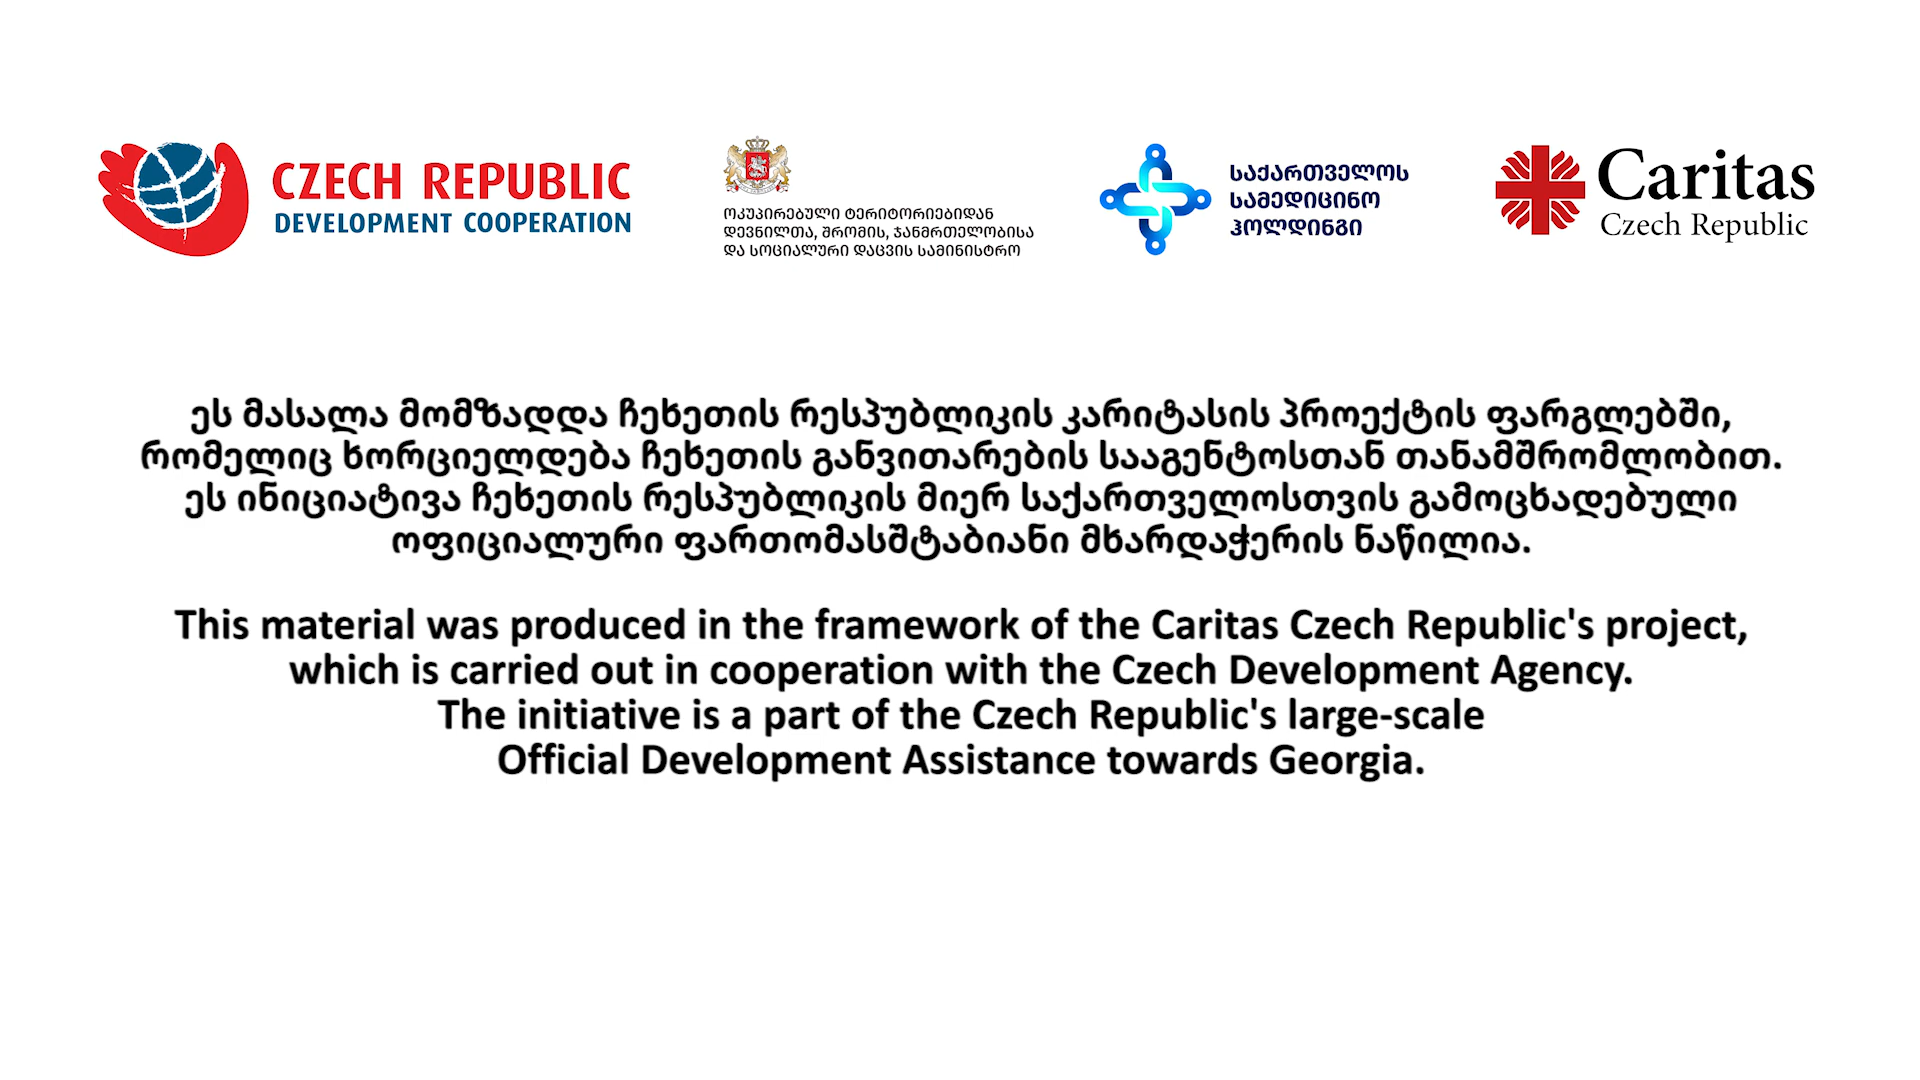 CZECH REPUBLIC
DEVELOPMENT COOPERATION
ოკუპირებული ტერიტორიებიდან
დევნილთა, შრომის, ჯანმრთელობისა
და სოციალური დაცვის სამინისტრო
საქართველოს
სამედიცინო
ჰოლდინგი
Caritas
Czech Republic
ეს მასალა მომზადდა ჩეხეთის რესპუბლიკის კარიტასის პროექტის ფარგლებში,
რომელიც ხორციელდება ჩეხეთის განვითარების სააგენტოსთან თანამშრომლობით.
ეს ინიციატივა ჩეხეთის რესპუბლიკის მიერ საქართველოსთვის გამოცხადებული
ოფიციალური ფართომასშტაბიანი მხარდაჭერის ნაწილია.
This material was produced in the framework of the Caritas Czech Republic's project,
which is carried out in cooperation with the Czech Development Agency.
The initiative is a part of the Czech Republic's large-scale
Official Development Assistance towards Georgia.